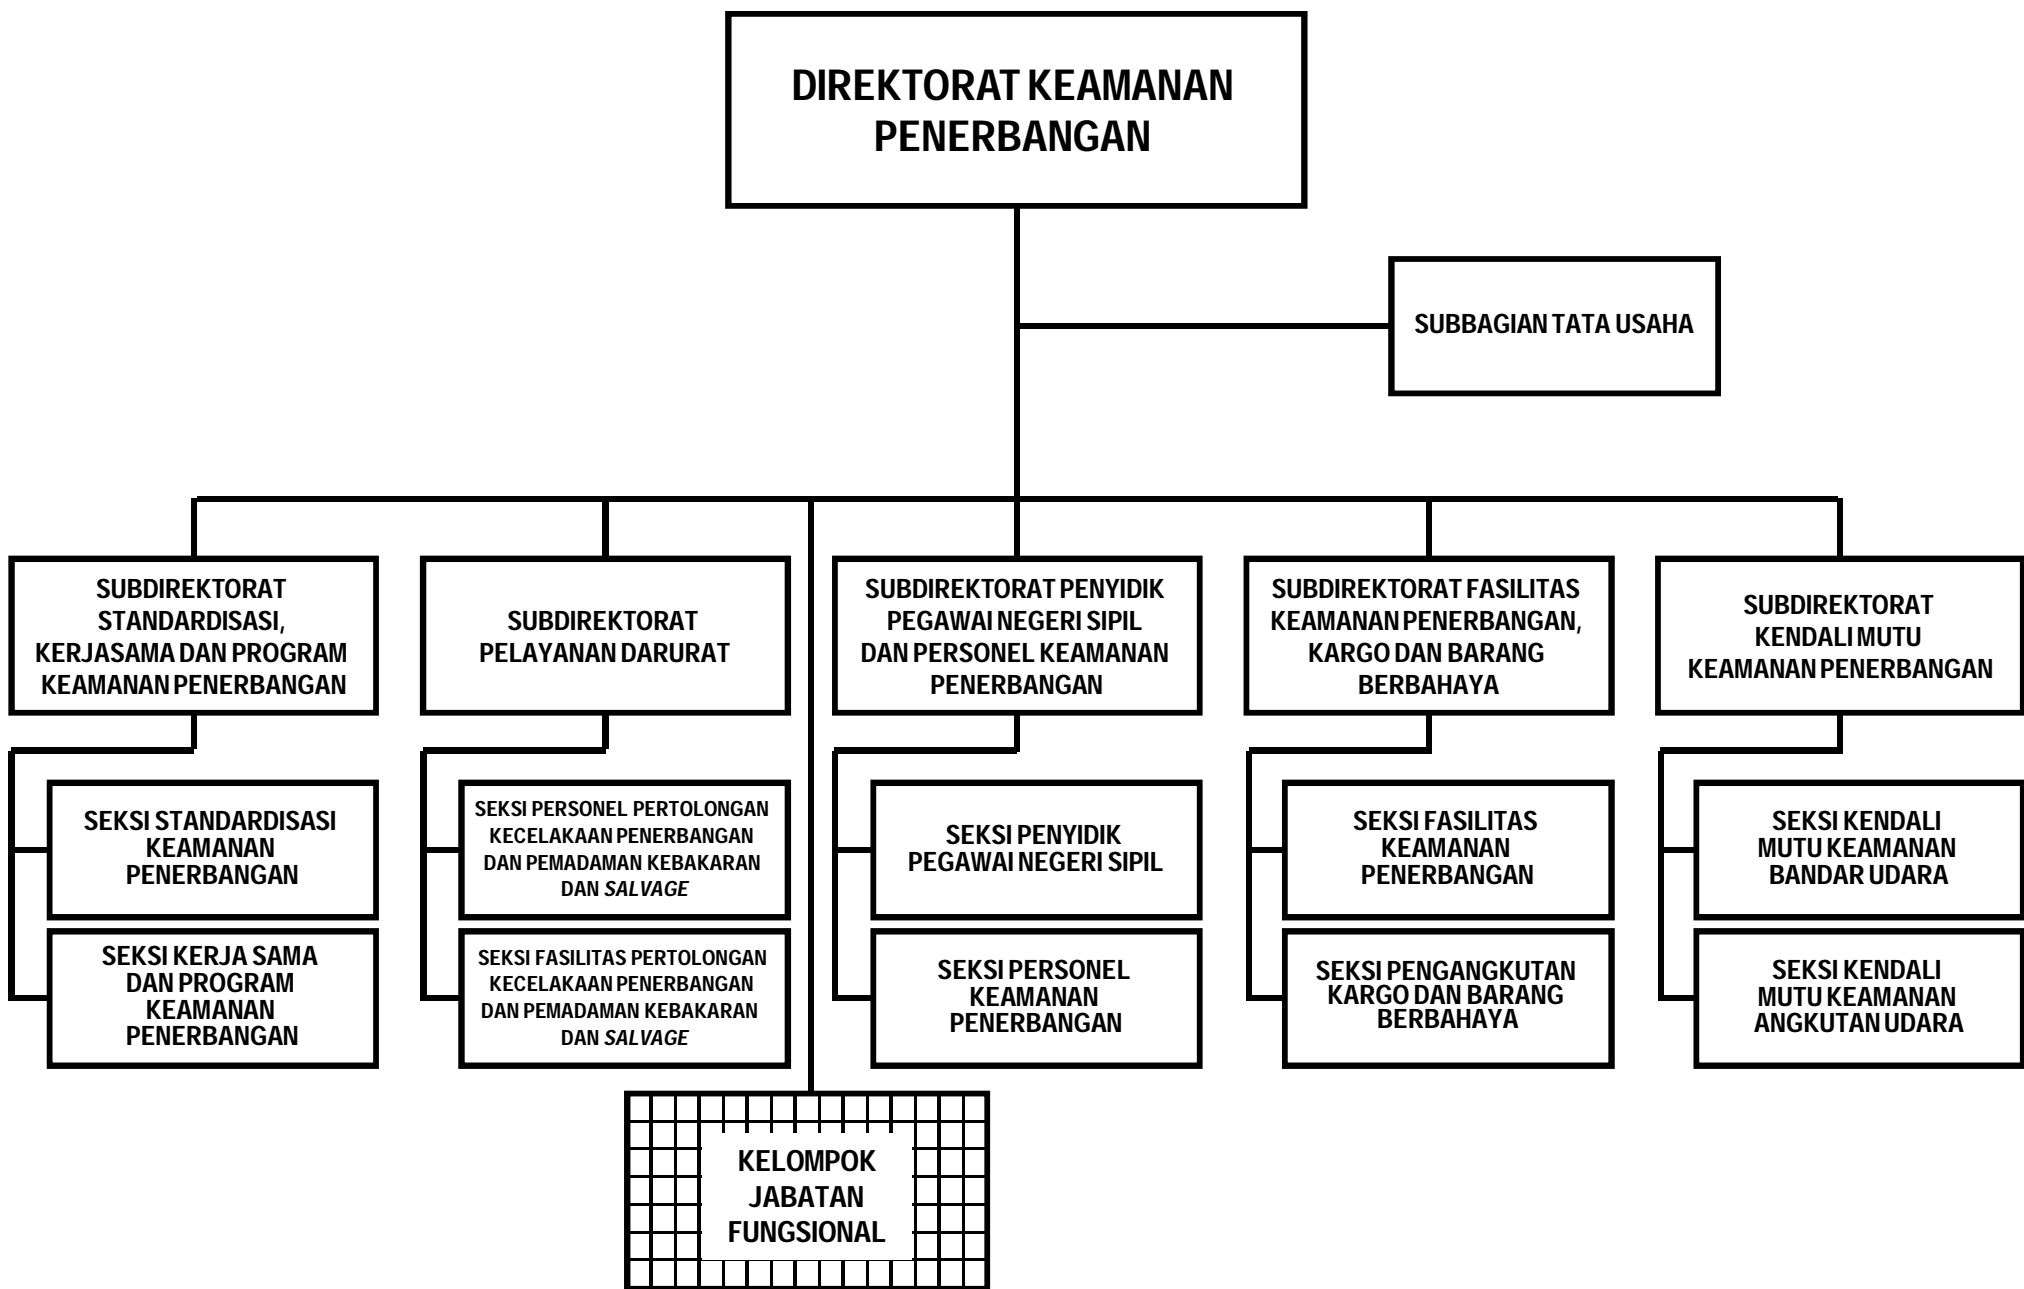 DIREKTORAT KEAMANAN
PENERBANGAN
SUBBAGIAN TATA USAHA
SUBDIREKTORAT
STANDARDISASI,
KERJASAMA DAN PROGRAM
KEAMANAN PENERBANGAN
SUBDIREKTORAT
PELAYANAN DARURAT
SUBDIREKTORAT PENYIDIK
PEGAWAI NEGERI SIPIL
DAN PERSONEL KEAMANAN
PENERBANGAN
SUBDIREKTORAT FASILITAS
KEAMANAN PENERBANGAN,
KARGO DAN BARANG
BERBAHAYA
SUBDIREKTORAT
KENDALI MUTU
KEAMANAN PENERBANGAN
SEKSI STANDARDISASI
KEAMANAN
PENERBANGAN
SEKSI PERSONEL PERTOLONGAN
KECELAKAAN PENERBANGAN
DAN PEMADAMAN KEBAKARAN
DAN SALVAGE
SEKSI PENYIDIK
PEGAWAI NEGERI SIPIL
SEKSI FASILITAS
KEAMANAN
PENERBANGAN
SEKSI KENDALI
MUTU KEAMANAN
BANDAR UDARA
SEKSI KERJA SAMA
DAN PROGRAM
KEAMANAN
PENERBANGAN
SEKSI FASILITAS PERTOLONGAN
KECELAKAAN PENERBANGAN
DAN PEMADAMAN KEBAKARAN
DAN SALVAGE
SEKSI PERSONEL
KEAMANAN
PENERBANGAN
SEKSI PENGANGKUTAN
KARGO DAN BARANG
BERBAHAYA
SEKSI KENDALI
MUTU KEAMANAN
ANGKUTAN UDARA
KELOMPOK
JABATAN
FUNGSIONAL